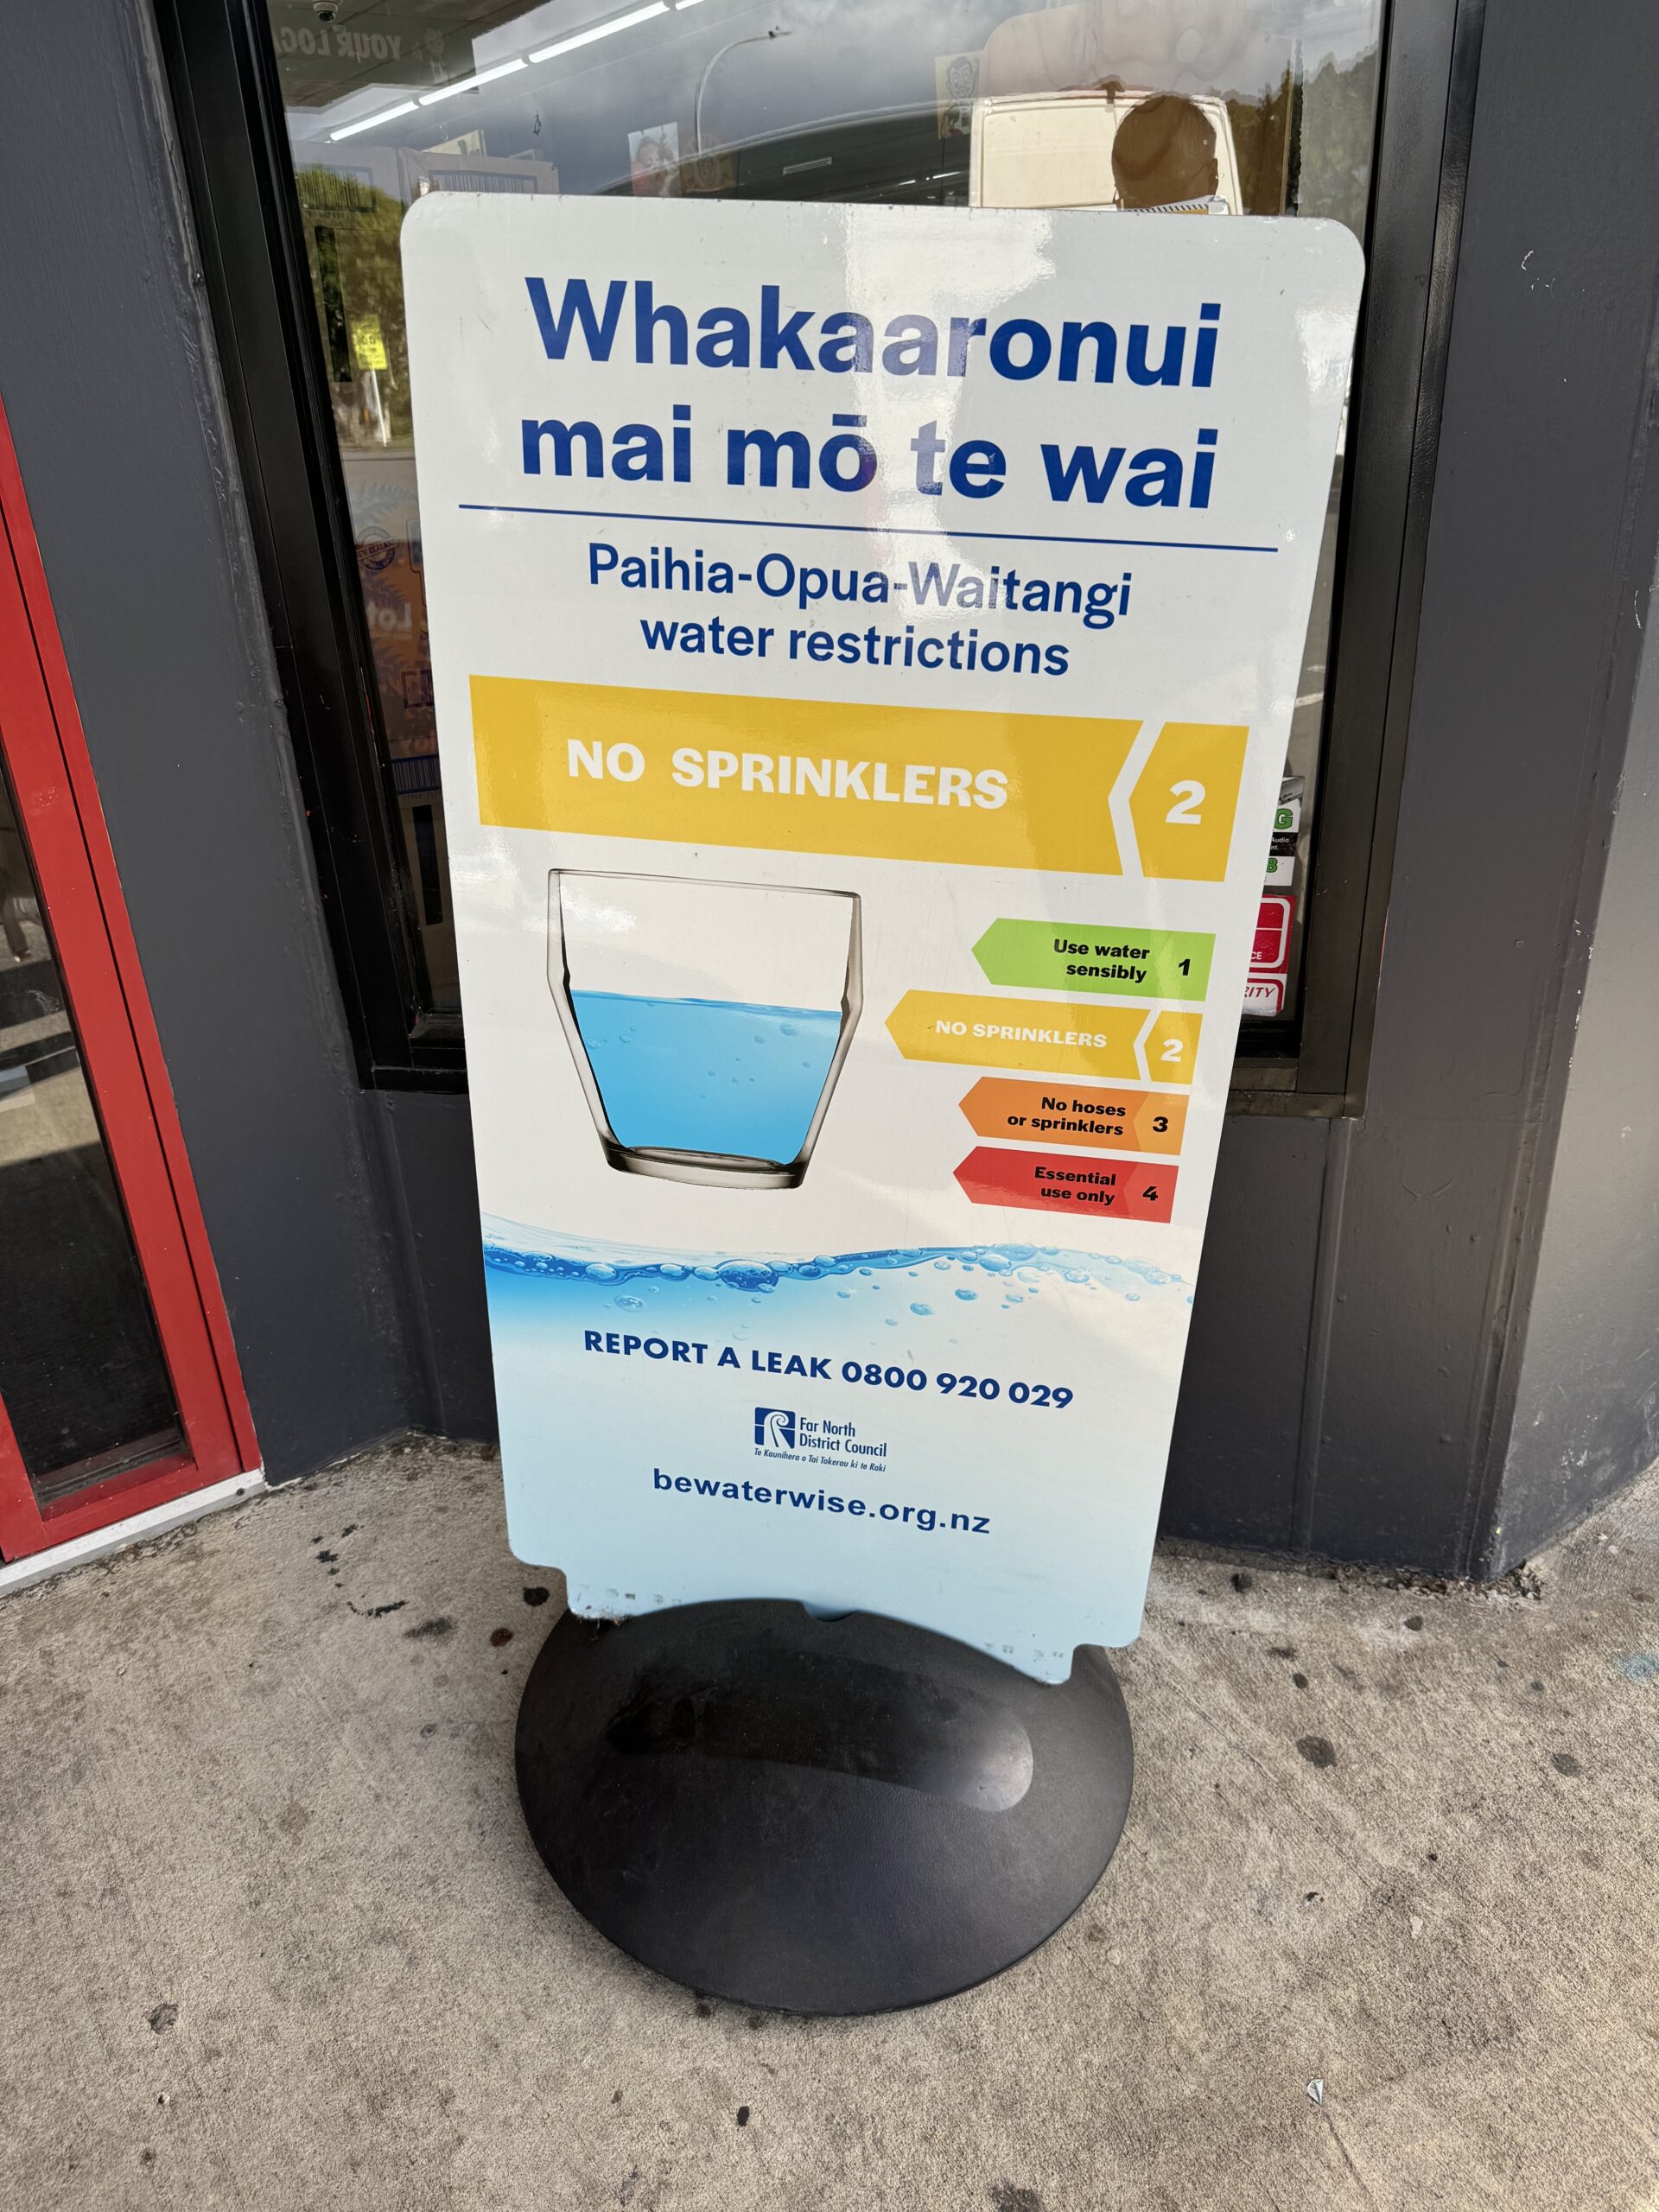 Whakaaronui
mai mō te wai
Paihia-Opua-Waitangi
water restrictions
NO SPRINKLERS 2
Use water
sensibly 1
NO SPRINKLERS 2
No hoses
or sprinklers 3
Essential
use only 4
REPORT A LEAK 0800 920 029
Far North
District Council
Te Kaunihera o Tai Tokerau ki te Raki
bewaterwise.org.nz